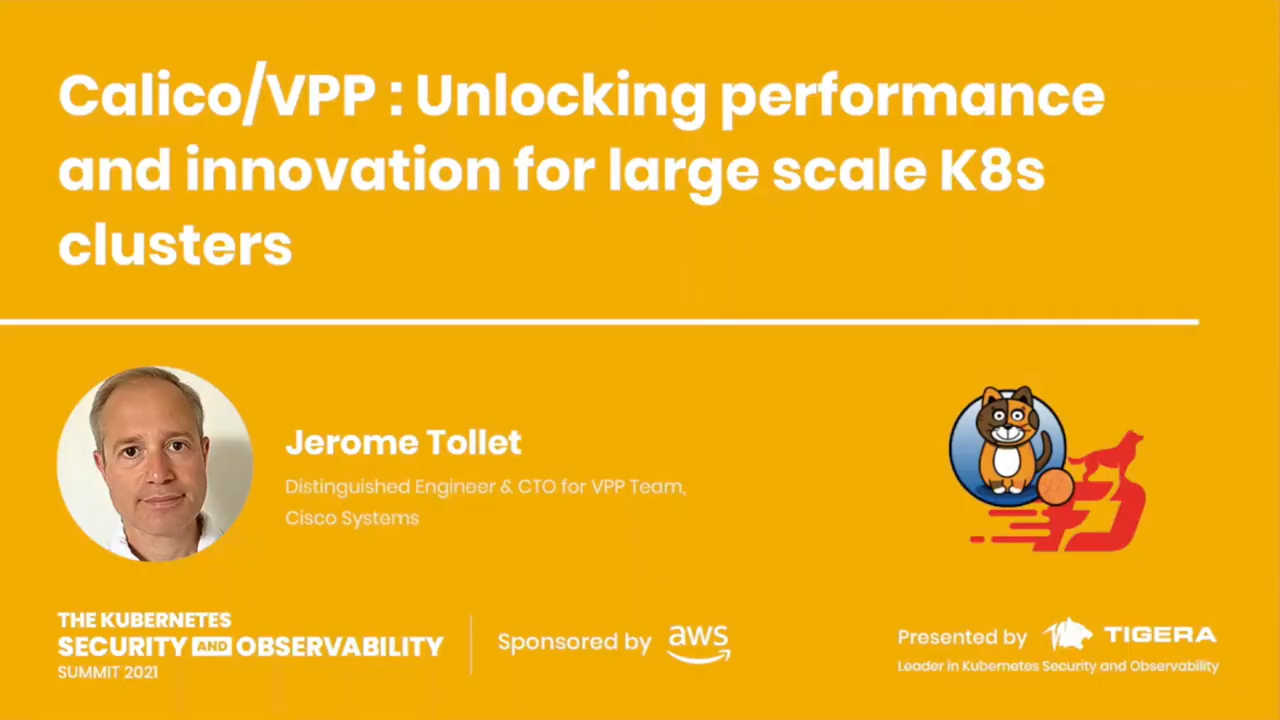 Calico/VPP : Unlocking performance
and innovation for large scale K8s
clusters
Jerome Tollet
Distinguished Engineer & CTO for VPP Team,
Cisco Systems
THE KUBERNETES
SECURITY AND OBSERVABILITY
SUMMIT 2021
Sponsored by aws
Presented by TIGERA
Leader in Kubernetes Security and Observability